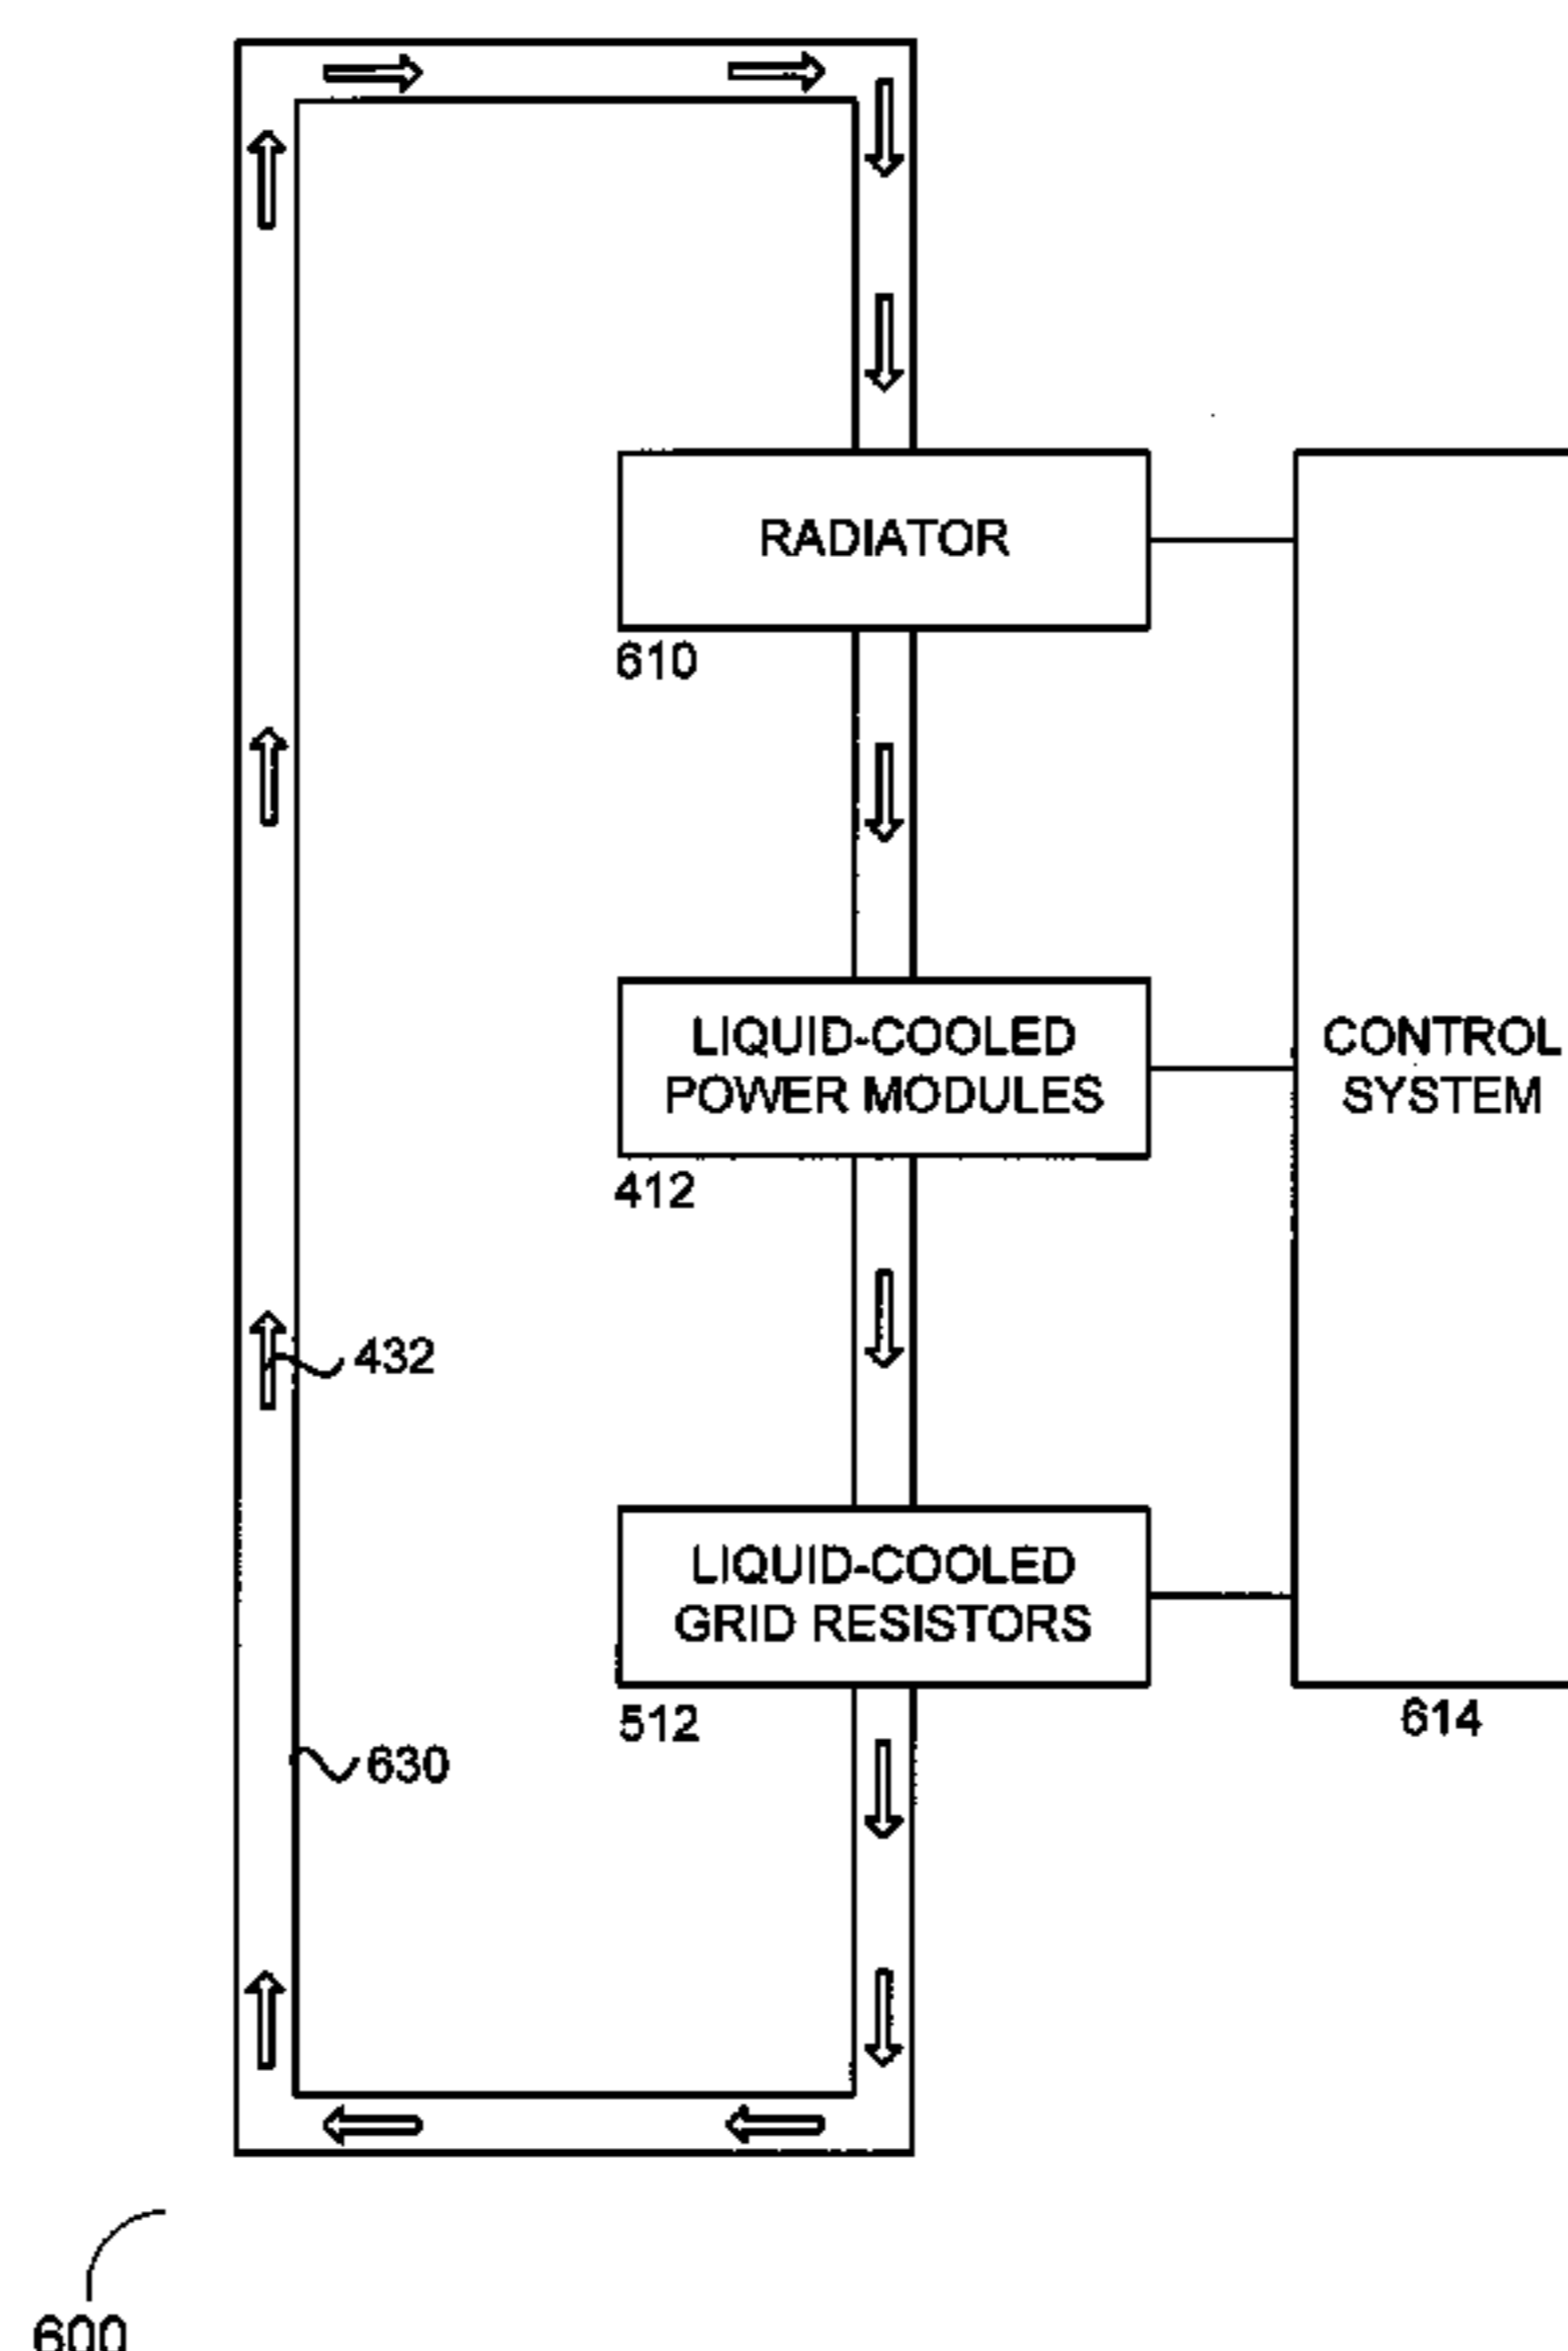 RADIATOR
610
LIQUID-COOLED
POWER MODULES
412
CONTROL
SYSTEM
432
LIQUID-COOLED
GRID RESISTORS
512
614
630
600